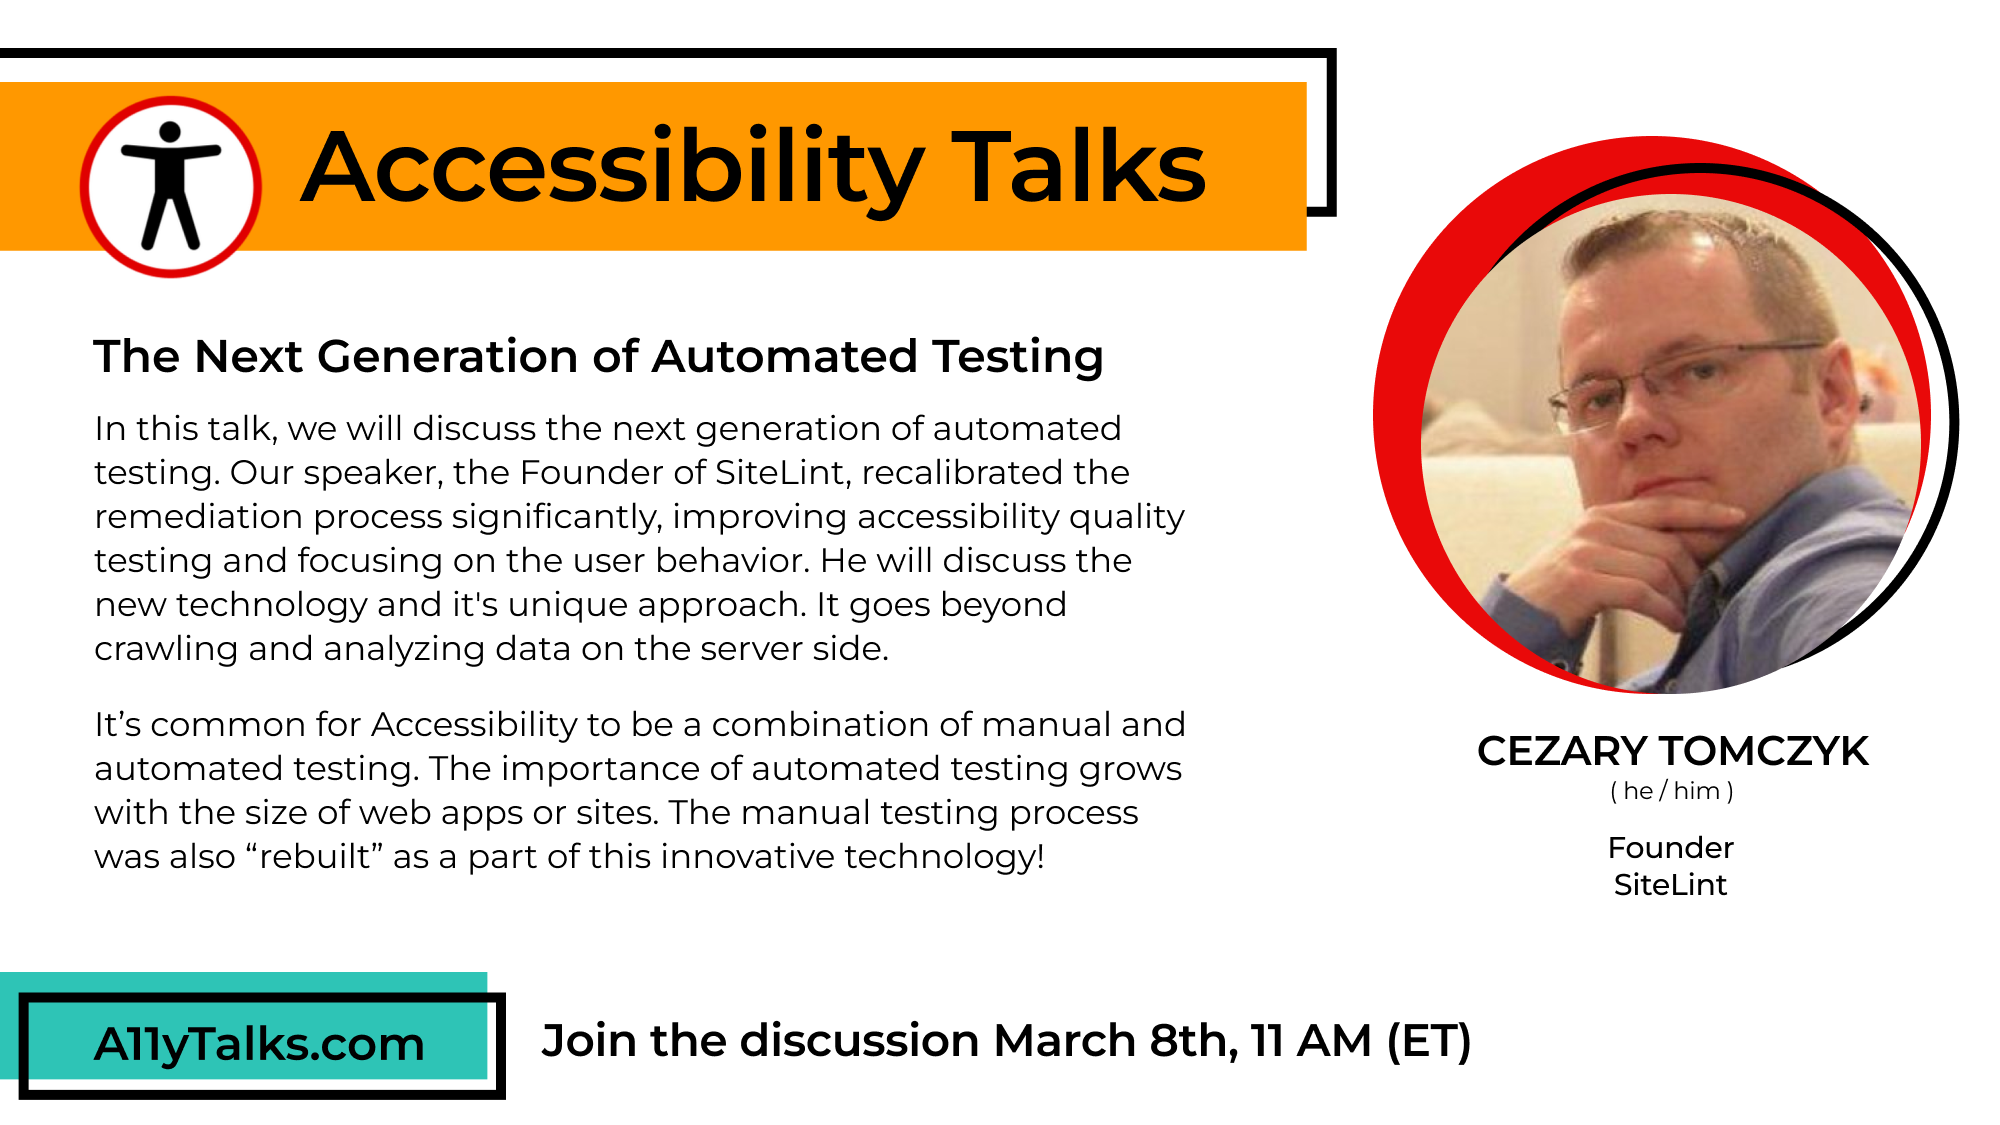 Accessibility Talks
The Next Generation of Automated Testing
In this talk, we will discuss the next generation of automated
testing. Our speaker, the Founder of SiteLint, recalibrated the
remediation process significantly, improving accessibility quality
testing and focusing on the user behavior. He will discuss the
new technology and it's unique approach. It goes beyond
crawling and analyzing data on the server side.
It’s common for Accessibility to be a combination of manual and
automated testing. The importance of automated testing grows
with the size of web apps or sites. The manual testing process
was also “rebuilt” as a part of this innovative technology!
CEZARY TOMCZYK
( he / him )
Founder
SiteLint
A11yTalks.com
Join the discussion March 8th, 11 AM (ET)